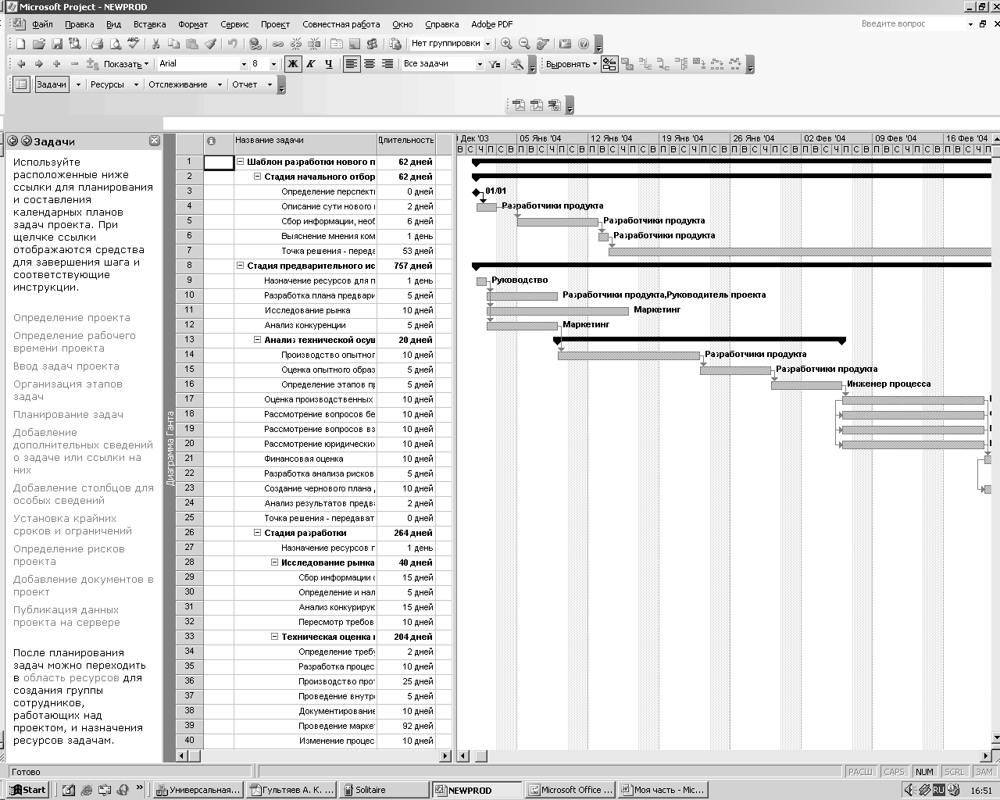 Microsoft Project - NEWPROD
Файл Правка Вид Вставка Формат Сервис Проект Совместная работа Окно Справка Adobe PDF
Введите вопрос
Нет группировки
Показать Arial 8 Ж К Ч Все задачи Выровнять
Задачи Ресурсы Отслеживание Отчет
Задачи
Используйте
расположенные ниже
ссылки для планирования
и составления
календарных планов
задач проекта. При
щелчке ссылки
отображаются средства
для завершения шага и
соответствующие
инструкции.
Определение проекта
Определение рабочего
времени проекта
Ввод задач проекта
Организация этапов
задач
Планирование задач
Добавление
дополнительных сведений
о задаче или ссылки на
них
Добавление столбцов для
особых сведений
Установка крайних
сроков и ограничений
Определение рисков
проекта
Добавление документов в
проект
Публикация данных
проекта на сервере
После планирования
задач можно переходить
в область ресурсов для
создания группы
сотрудников,
работающих над
проектом, и назначения
ресурсов задачам.
Диаграмма Ганта
Название задачи Длительность
1 Шаблон разработки нового п 62 дней
2 Стадия начального отбор 62 дней
3 Определение перспект 0 дней
4 Описание сути нового 2 дней
5 Сбор информации, необ 6 дней
6 Выяснение мнения ком 1 день
7 Точка решения - переда 53 дней
8 Стадия предварительного ис 757 дней
9 Назначение ресурсов для п 1 день
10 Разработка плана предвари 5 дней
11 Исследование рынка 10 дней
12 Анализ конкуренции 5 дней
13 Анализ технической осущ 20 дней
14 Производство опытног 10 дней
15 Оценка опытного образ 5 дней
16 Определение этапов пр 5 дней
17 Оценка производственных 10 дней
18 Рассмотрение вопросов бе 10 дней
19 Рассмотрение вопросов вз 10 дней
20 Рассмотрение юридических 10 дней
21 Финансовая оценка 10 дней
22 Разработка анализа рисков 5 дней
23 Создание чернового плана 10 дней
24 Анализ результатов предва 2 дней
25 Точка решения - передават 0 дней
26 Стадия разработки 264 дней
27 Назначение ресурсов п 1 день
28 Исследование рынка 40 дней
29 Сбор информации 15 дней
30 Определение и нал 5 дней
31 Анализ конкурирую 15 дней
32 Пересмотр требов 10 дней
33 Техническая оценка 204 дней
34 Определение требу 2 дней
35 Разработка процес 10 дней
36 Производство прот 25 дней
37 Проведение внутр 5 дней
38 Документирование 10 дней
39 Проведение марке 92 дней
40 Изменение процес 10 дней
Дек '03 05 Янв '04 12 Янв '04 19 Янв '04 26 Янв '04 02 Фев '04 09 Фев '04 16 Фев '04
В С Ч П С В П В С Ч П С В П В С Ч П С В П В С Ч П С В П В С Ч П С В П В С Ч П С В П В С Ч П С В П В С Ч П
01/01
Разработчики продукта
Разработчики продукта
Разработчики продукта
Руководство
Разработчики продукта,Руководитель проекта
Маркетинг
Маркетинг
Разработчики продукта
Разработчики продукта
Инженер процесса
Готово РАСШ CAPS NUM SCRL ЗАМ
Start Универсальная... Гультяев А. К. ... Solitaire NEWPROD Microsoft Office ... Моя часть - Mic... RU 16:51